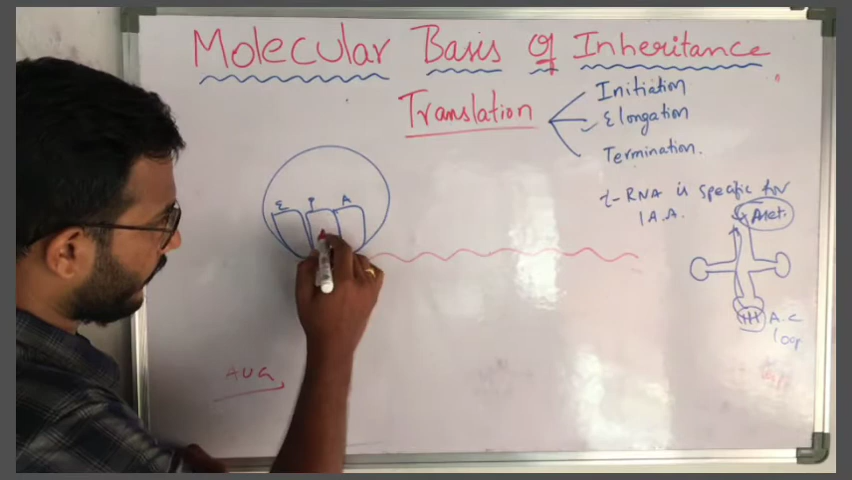 Molecular Basis Of Inheritance
Translation
Initiation
Elongation
Termination.
t-RNA is specific for
1 A.A.
Met.
E P A
A.C
loop
AUG